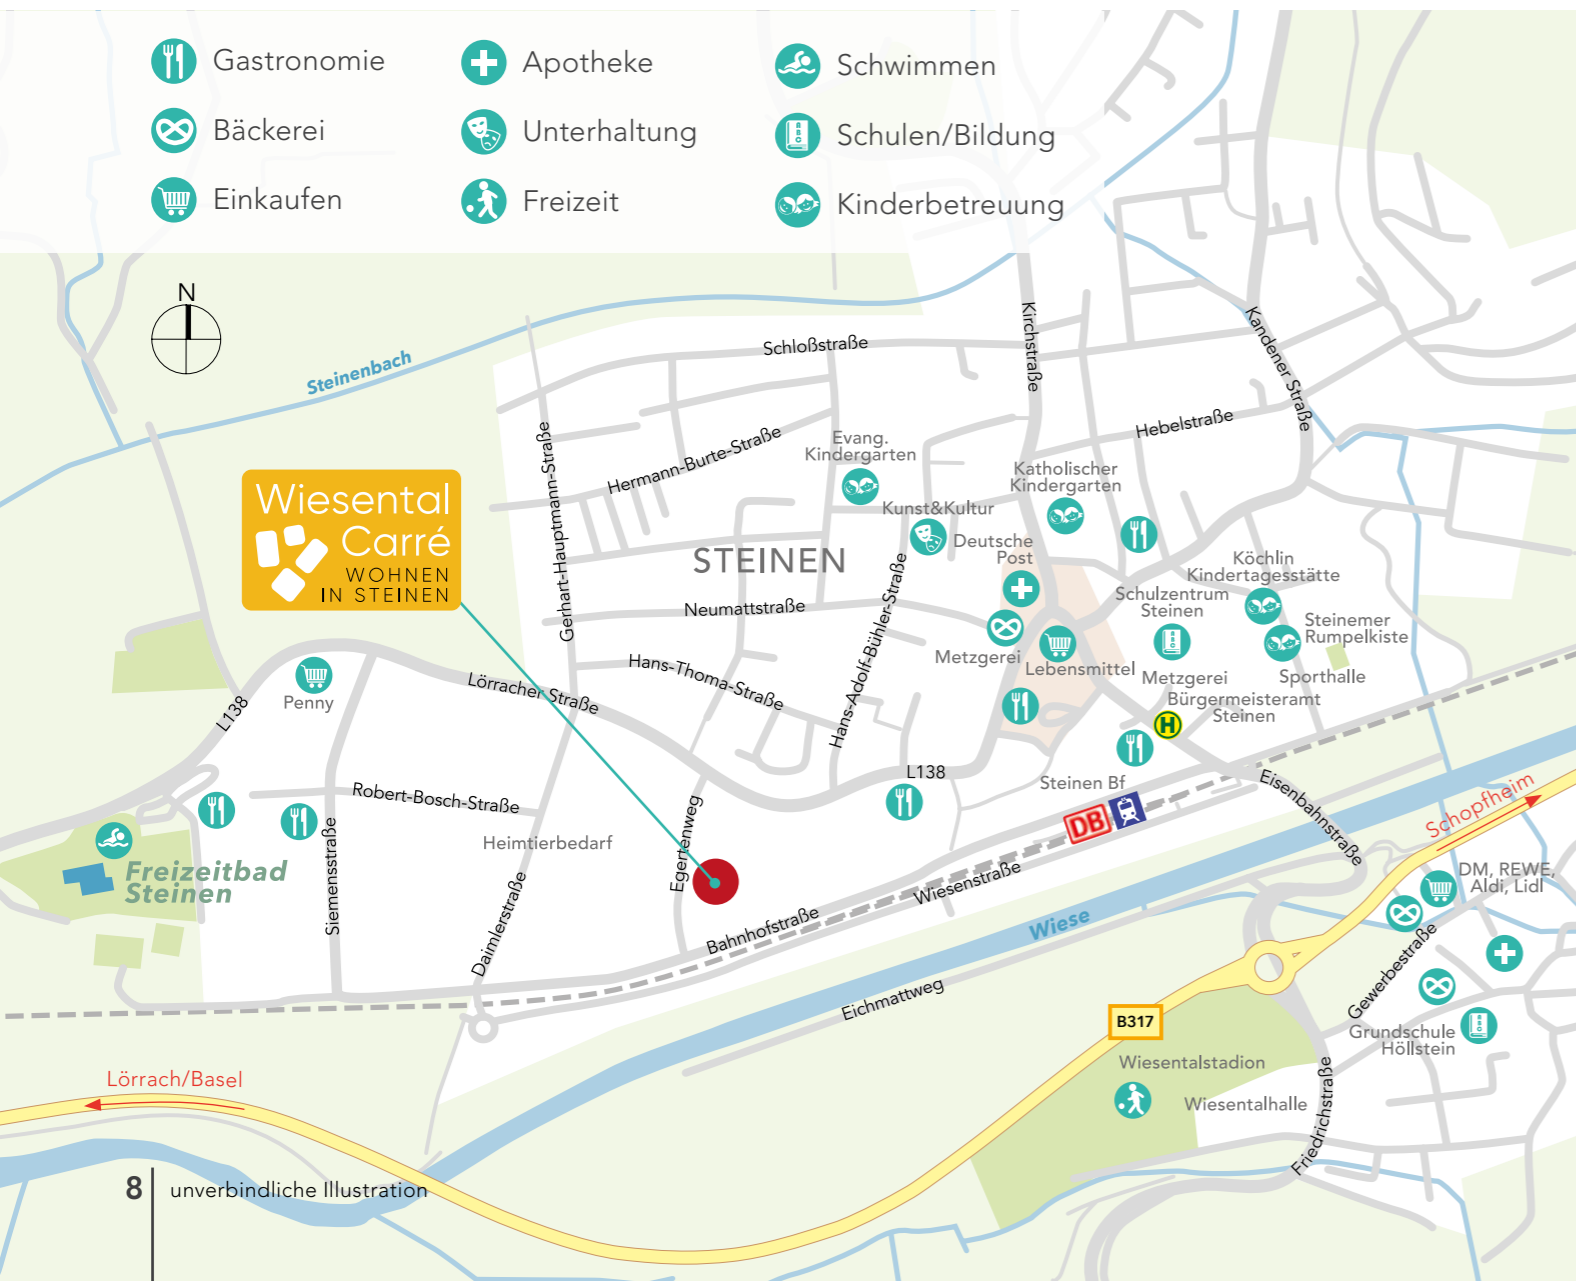 Gastronomie
Apotheke
Schwimmen
Bäckerei
Unterhaltung
Schulen/Bildung
Einkaufen
Freizeit
Kinderbetreuung
N
Steinenbach
Schloßstraße
Kirchstraße
Kandener Straße
Hebelstraße
Hermann-Burte-Straße
Gerhart-Hauptmann-Straße
Evang.
Kindergarten
Katholischer
Kindergarten
Kunst&Kultur
Deutsche
Post
Wiesental
Carré
WOHNEN
IN STEINEN
STEINEN
Köchlin
Kindertagesstätte
Schulzentrum
Steinen
Steinemer
Rumpelkiste
Neumattstraße
Hans-Adolf-Bühler-Straße
Metzgerei
Lebensmittel
Metzgerei
Sporthalle
Bürgermeisteramt
Steinen
H
Hans-Thoma-Straße
Lörracher Straße
Penny
L138
L138
Steinen Bf
DB
Eisenbahnstraße
Schopfheim
Robert-Bosch-Straße
Heimtierbedarf
Egertenweg
Siemensstraße
Daimlerstraße
Freizeitbad
Steinen
Wiesenstraße
Bahnhofstraße
Wiese
DM, REWE,
Aldi, Lidl
Gewerbestraße
Eichmattweg
B317
Grundschule
Höllstein
Wiesentalstadion
Wiesentalhalle
Friedrichstraße
Lörrach/Basel
8
unverbindliche Illustration